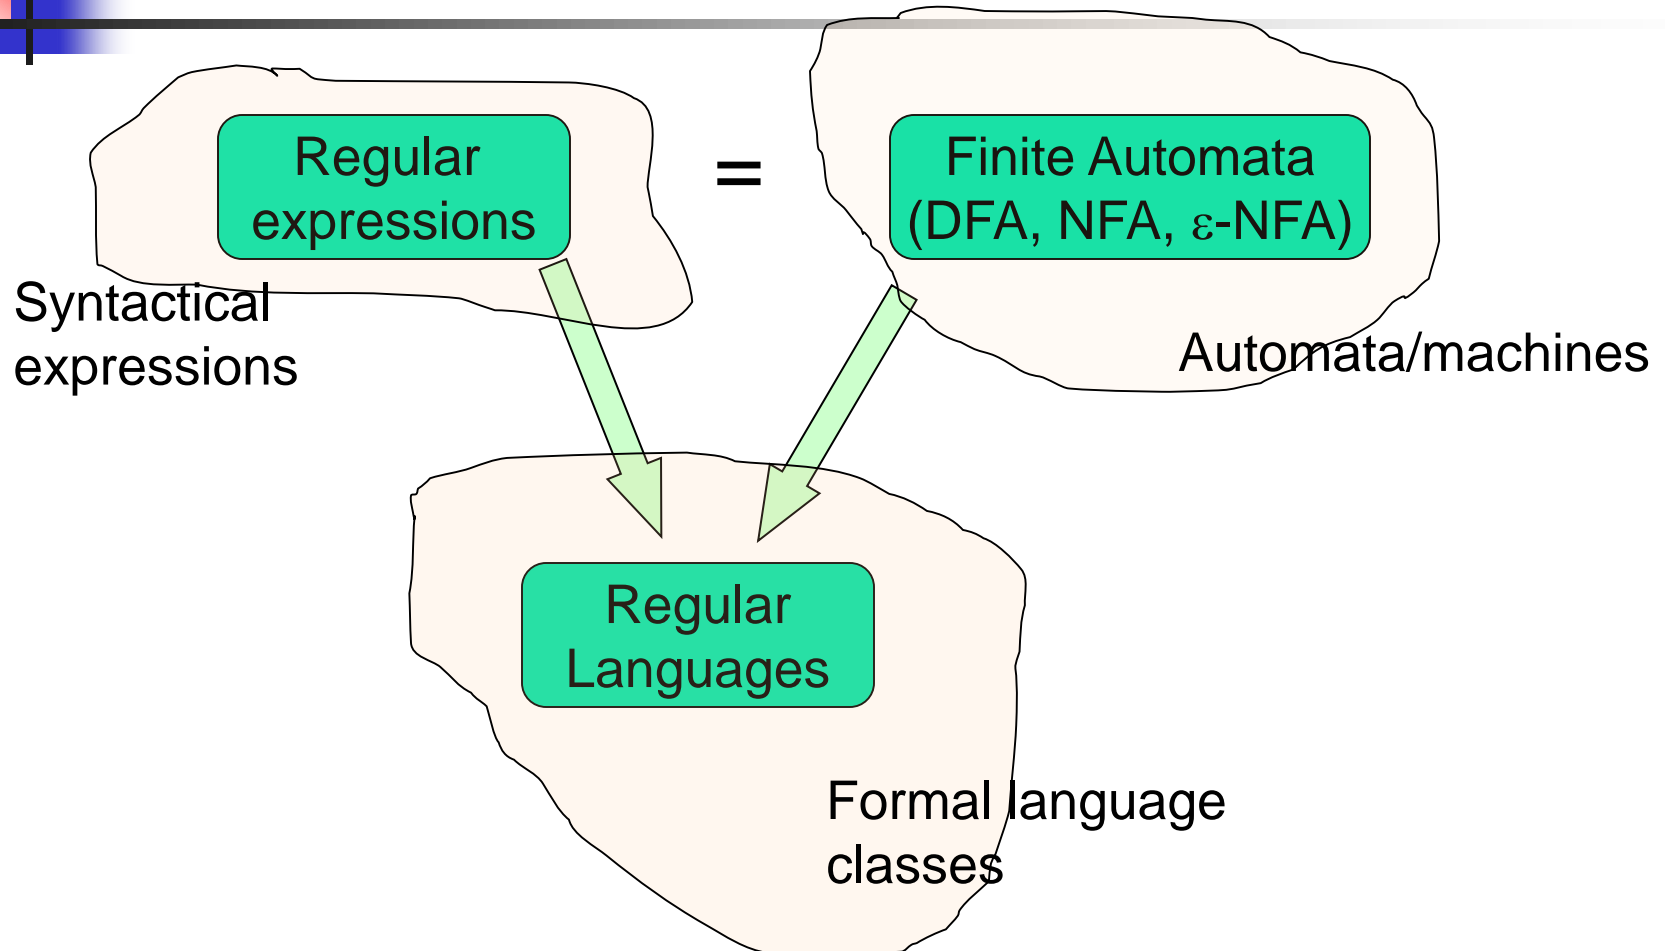 Regular
expressions
=
Finite Automata
(DFA, NFA, ε-NFA)
Syntactical
expressions
Automata/machines
Regular
Languages
Formal language
classes